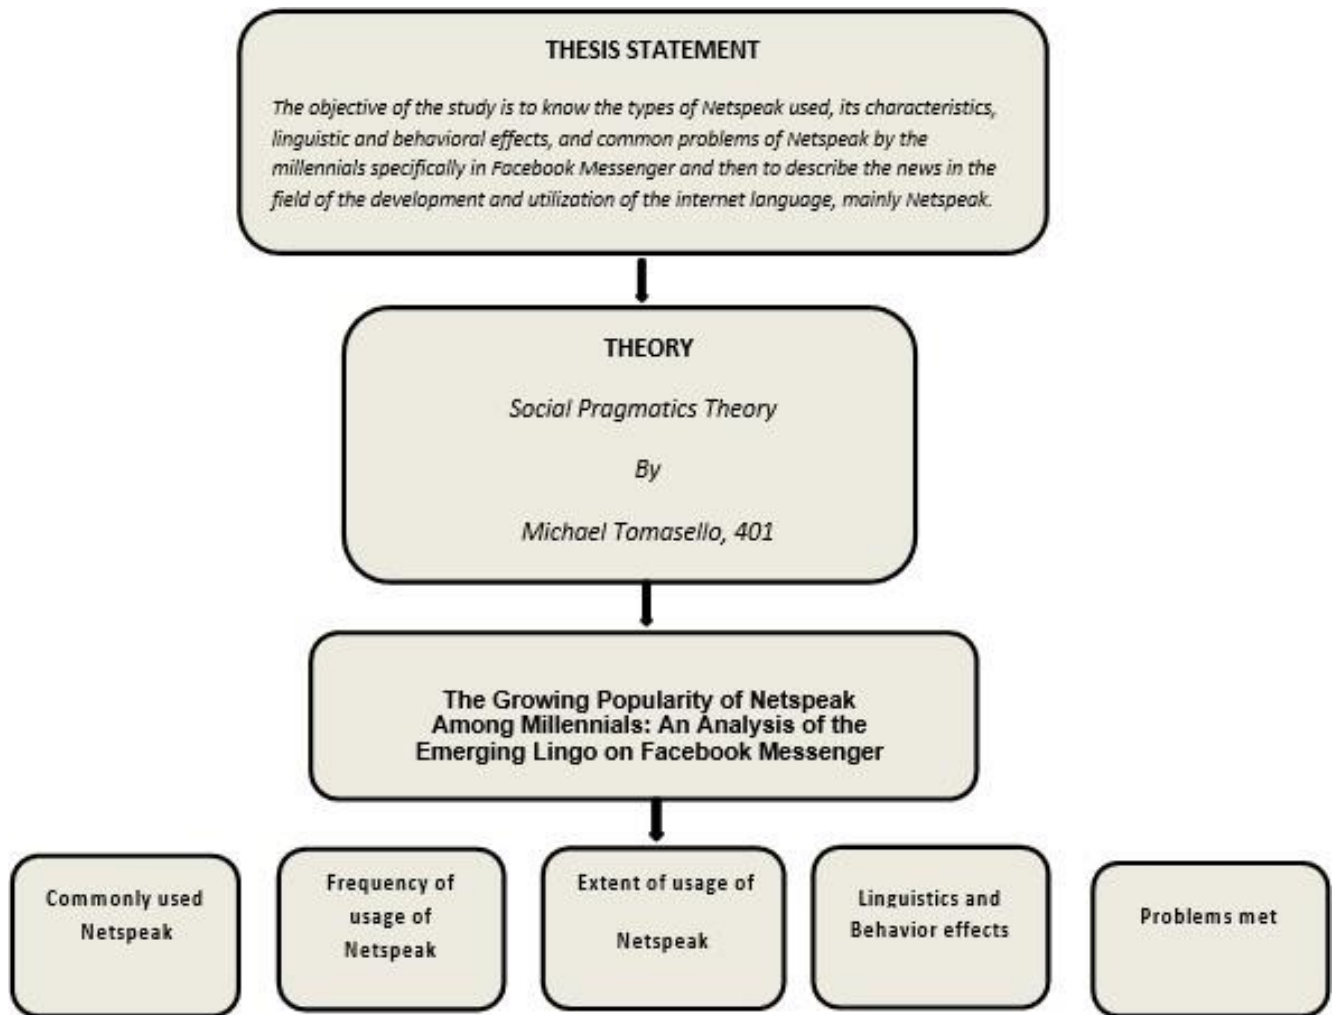 THESIS STATEMENT
The objective of the study is to know the types of Netspeak used, its characteristics,
linguistic and behavioral effects, and common problems of Netspeak by the
millennials specifically in Facebook Messenger and then to describe the news in the
field of the development and utilization of the internet language, mainly Netspeak.
THEORY
Social Pragmatics Theory
By
Michael Tomasello, 401
The Growing Popularity of Netspeak
Among Millennials: An Analysis of the
Emerging Lingo on Facebook Messenger
Commonly used
Netspeak
Frequency of
usage of
Netspeak
Extent of usage of
Netspeak
Linguistics and
Behavior effects
Problems met